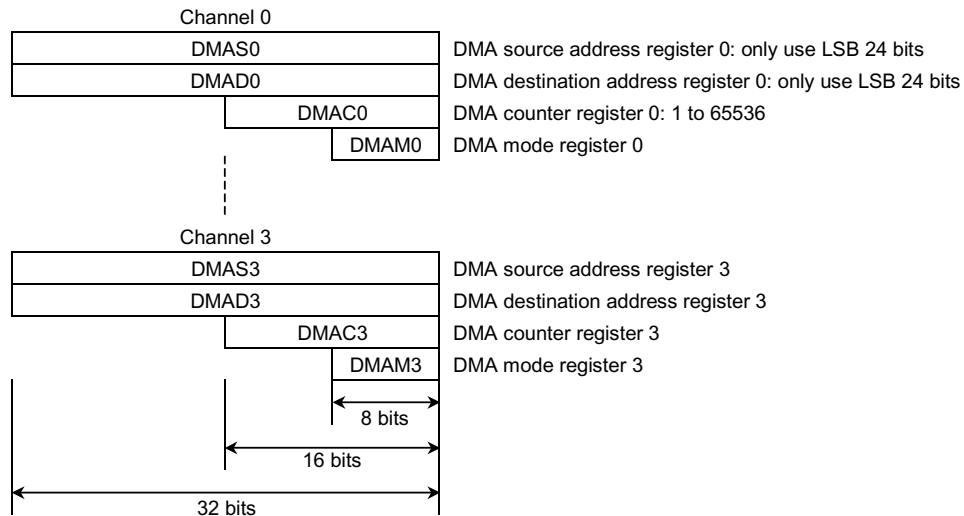 Channel 0
DMAS0 DMA source address register 0: only use LSB 24 bits
DMAD0 DMA destination address register 0: only use LSB 24 bits
DMAC0 DMA counter register 0: 1 to 65536
DMAM0 DMA mode register 0
Channel 3
DMAS3 DMA source address register 3
DMAD3 DMA destination address register 3
DMAC3 DMA counter register 3
DMAM3 DMA mode register 3
8 bits
16 bits
32 bits